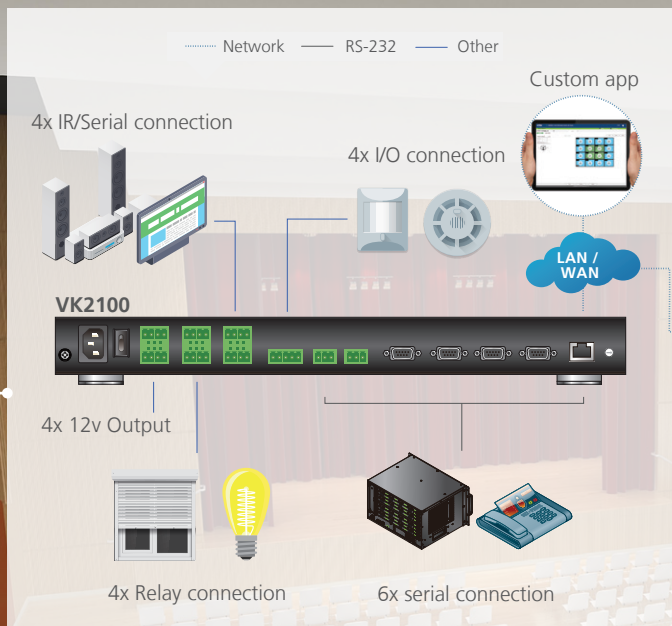 Network RS-232 Other
Custom app
4x IR/Serial connection
4x I/O connection
LAN /
WAN
VK2100
4x 12v Output
4x Relay connection
6x serial connection